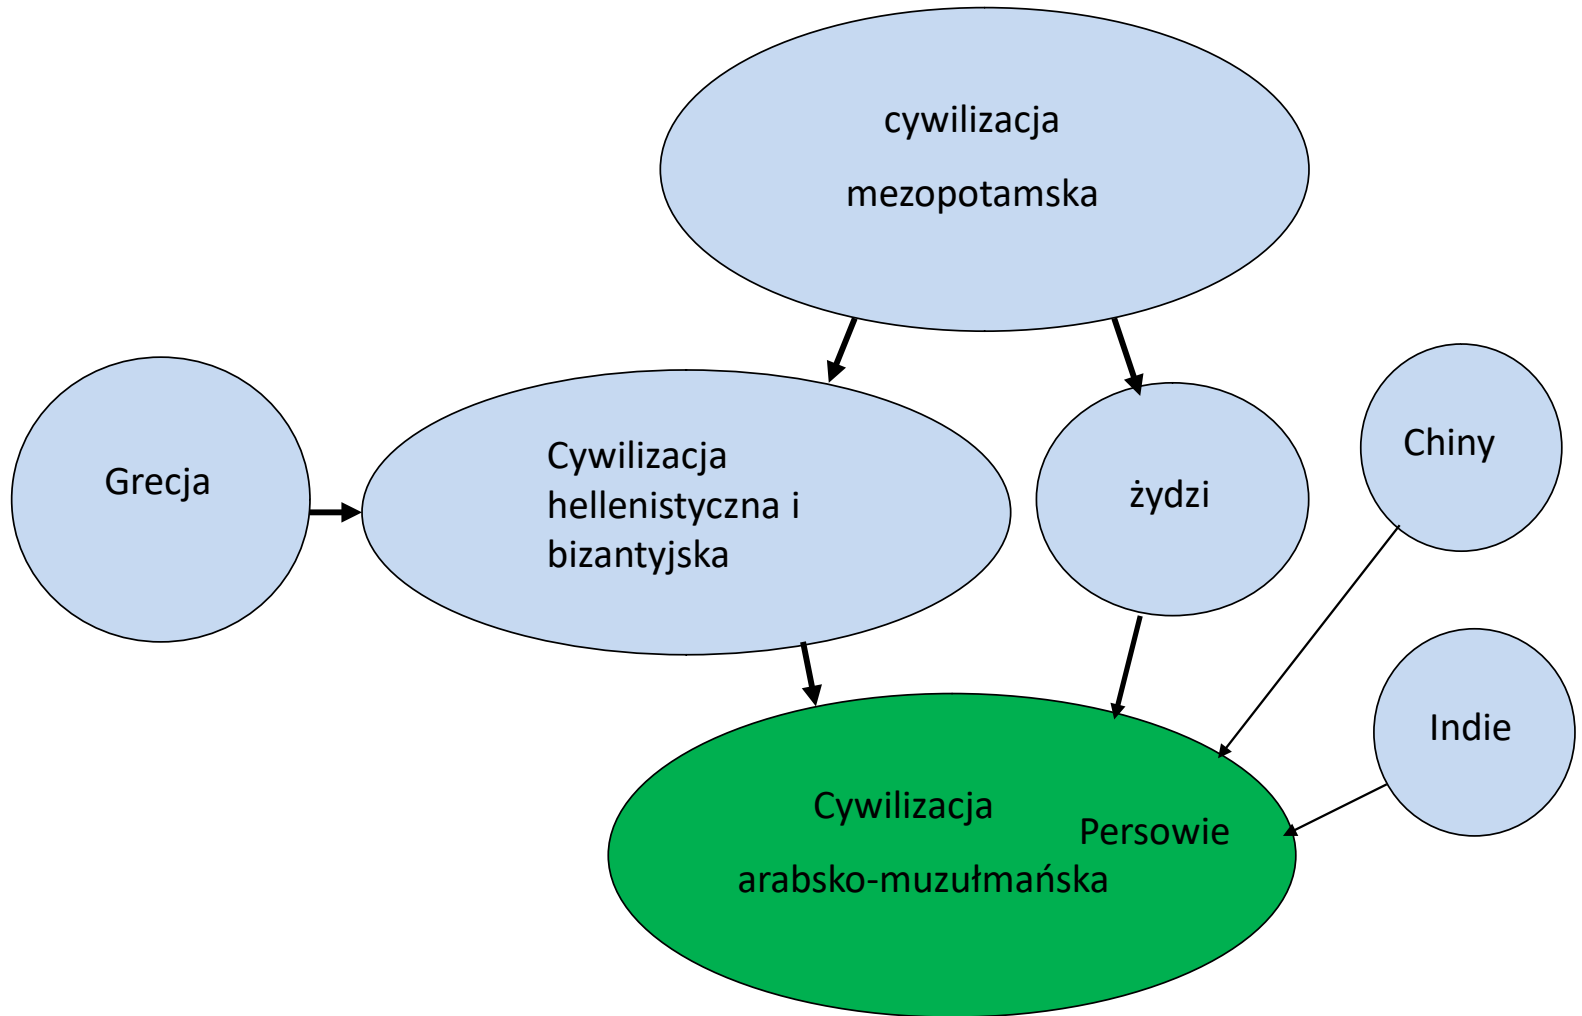 cywilizacja
mezopotamska
Grecja
Cywilizacja
hellenistyczna i
bizantyjska
żydzi
Chiny
Indie
Cywilizacja
arabsko-muzułmańska
Persowie